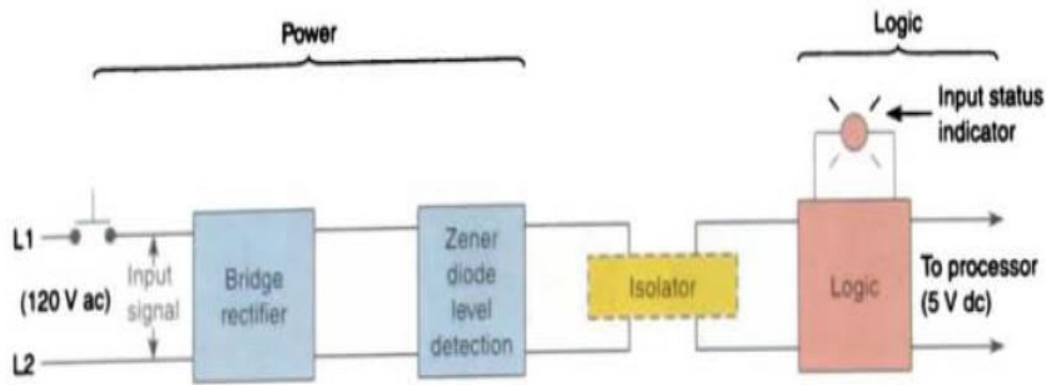 Power
Logic
Input status
indicator
L1
(120 V ac)
L2
Input
signal
Bridge
rectifier
Zener
diode
level
detection
Isolator
Logic
To processor
(5 V dc)